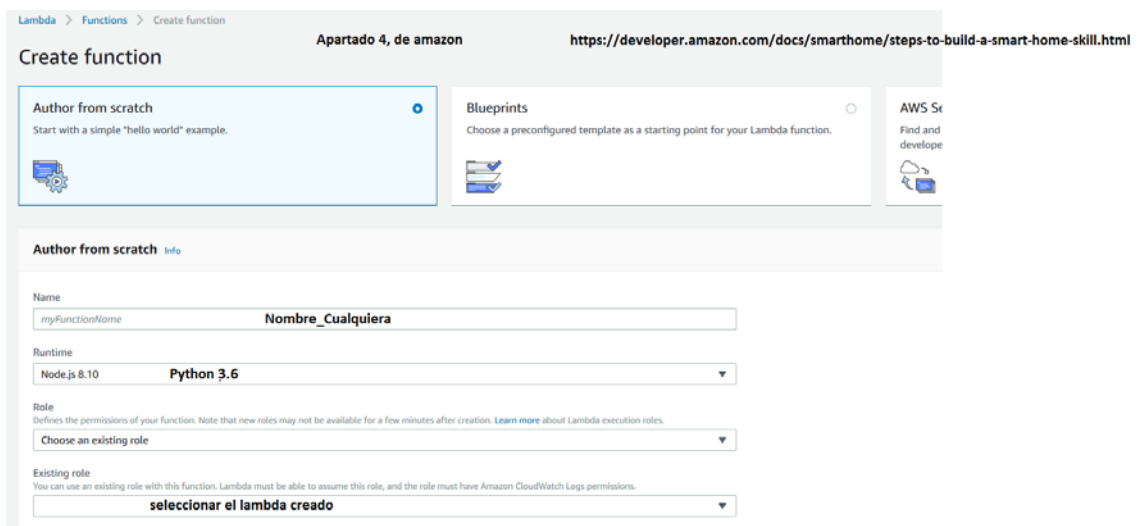 Lambda > Functions > Create function
Apartado 4, de amazon https://developer.amazon.com/docs/smarthome/steps-to-build-a-smart-home-skill.html
Create function
Author from scratch
Start with a simple "hello world" example.
Blueprints
Choose a preconfigured template as a starting point for your Lambda function.
AWS Se
Find and
develope
Author from scratch Info
Name
myFunctionName Nombre_Cualquiera
Runtime
Node.js 8.10 Python 3.6
Role
Defines the permissions of your function. Note that new roles may not be available for a few minutes after creation. Learn more about Lambda execution roles.
Choose an existing role
Existing role
You can use an existing role with this function. Lambda must be able to assume this role, and the role must have Amazon CloudWatch Logs permissions.
seleccionar el lambda creado